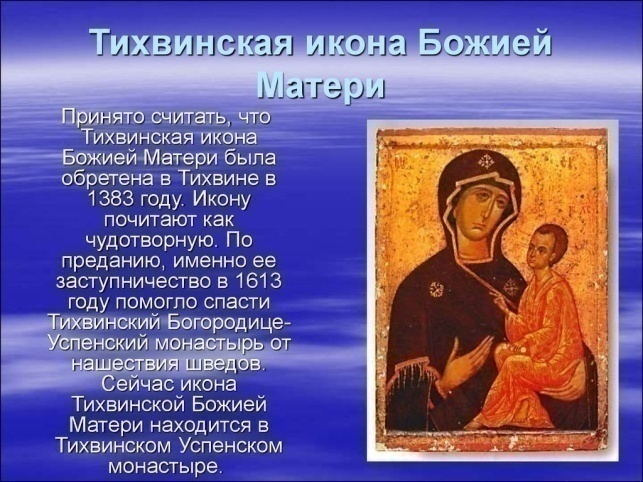 Тихвинская икона Божией
Матери
Принято считать, что
Тихвинская икона
Божией Матери была
обретена в Тихвине в
1383 году. Икону
почитают как
чудотворную. По
преданию, именно ее
заступничество в 1613
году помогло спасти
Тихвинский Богородице-
Успенский монастырь от
нашествия шведов.
Сейчас икона
Тихвинской Божией
Матери находится в
Тихвинском Успенском
монастыре.